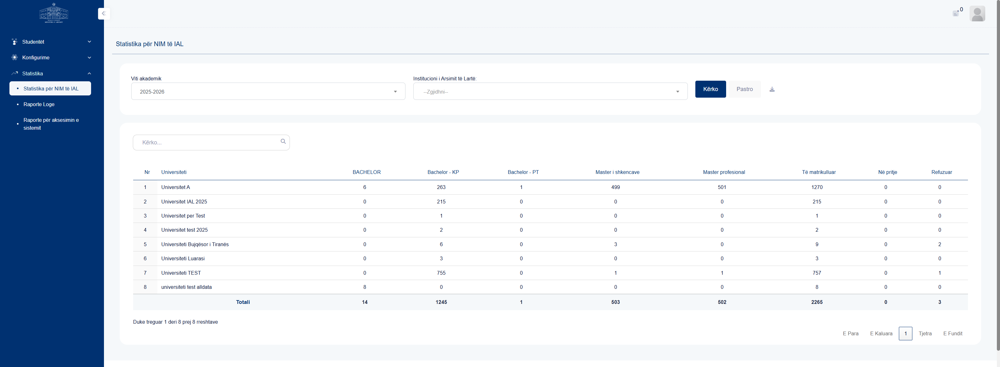 MINISTRIA E ARSIMIT
0
Studentët
Konfigurime
Statistika
Statistika për NIM të IAL
Raporte Loge
Raporte për aksesimin e
sistemit
Statistika për NIM të IAL
Viti akademik
Institucioni i Arsimit të Lartë:
2025-2026
--Zgjidhni--
Kërko
Pastro
Kërko...
Nr Universiteti BACHELOR Bachelor - KP Bachelor - PT Master i shkencave Master profesional Të matrikulluar Në pritje Refuzuar
1 Universitet A 6 263 1 499 501 1270 0 0
2 Universitet IAL 2025 0 215 0 0 0 215 0 0
3 Universitet per Test 0 1 0 0 0 1 0 0
4 Universitet test 2025 0 2 0 0 0 2 0 0
5 Universiteti Bujqësor i Tiranës 0 6 0 3 0 9 0 2
6 Universiteti Luarasi 0 3 0 0 0 3 0 0
7 Universiteti TEST 0 755 0 1 1 757 0 1
8 universiteti test alldata 8 0 0 0 0 8 0 0
Totali 14 1245 1 503 502 2265 0 3
Duke treguar 1 deri 8 prej 8 rreshtave
E Para E Kaluara 1 Tjetra E Fundit